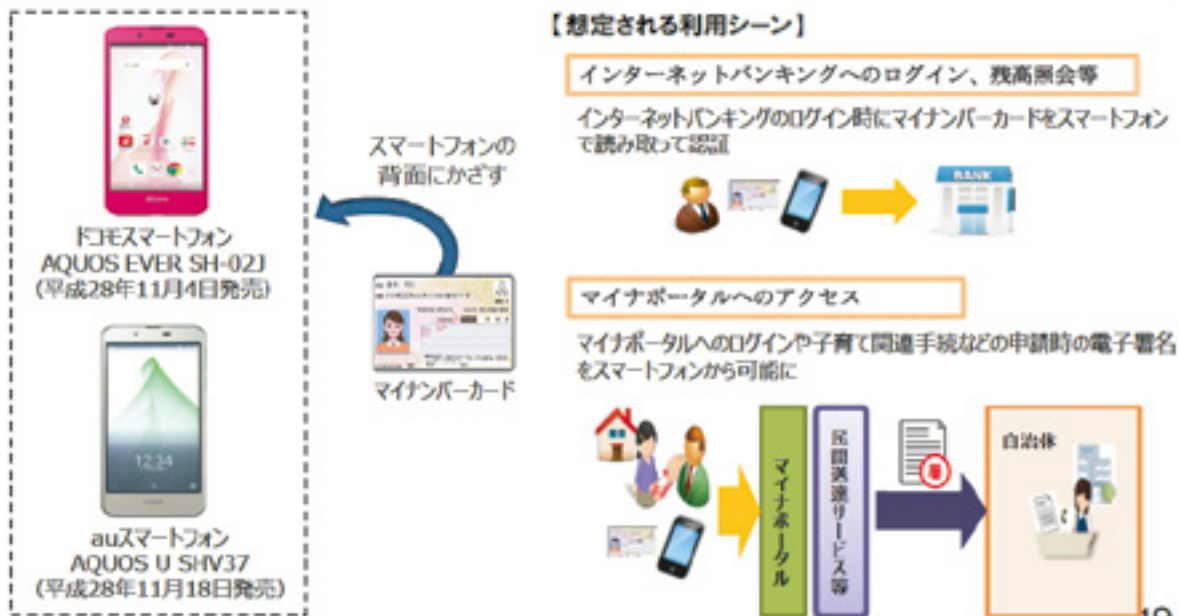 【想定される利用シーン】
インターネットバンキングへのログイン、残高照会等
インターネットバンキングのログイン時にマイナンバーカードをスマートフォン
で読み取って認証
BANK
スマートフォンの
背面にかざす
マイナンバーカード
ドコモスマートフォン
AQUOS EVER SH-02J
(平成28年11月4日発売)
12:34
auスマートフォン
AQUOS U SHV37
(平成28年11月18日発売)
マイナポータルへのアクセス
マイナポータルへのログインや子育て関連手続などの申請時の電子署名
をスマートフォンから可能に
マイナポータル
民間送達サービス等
署
自治体